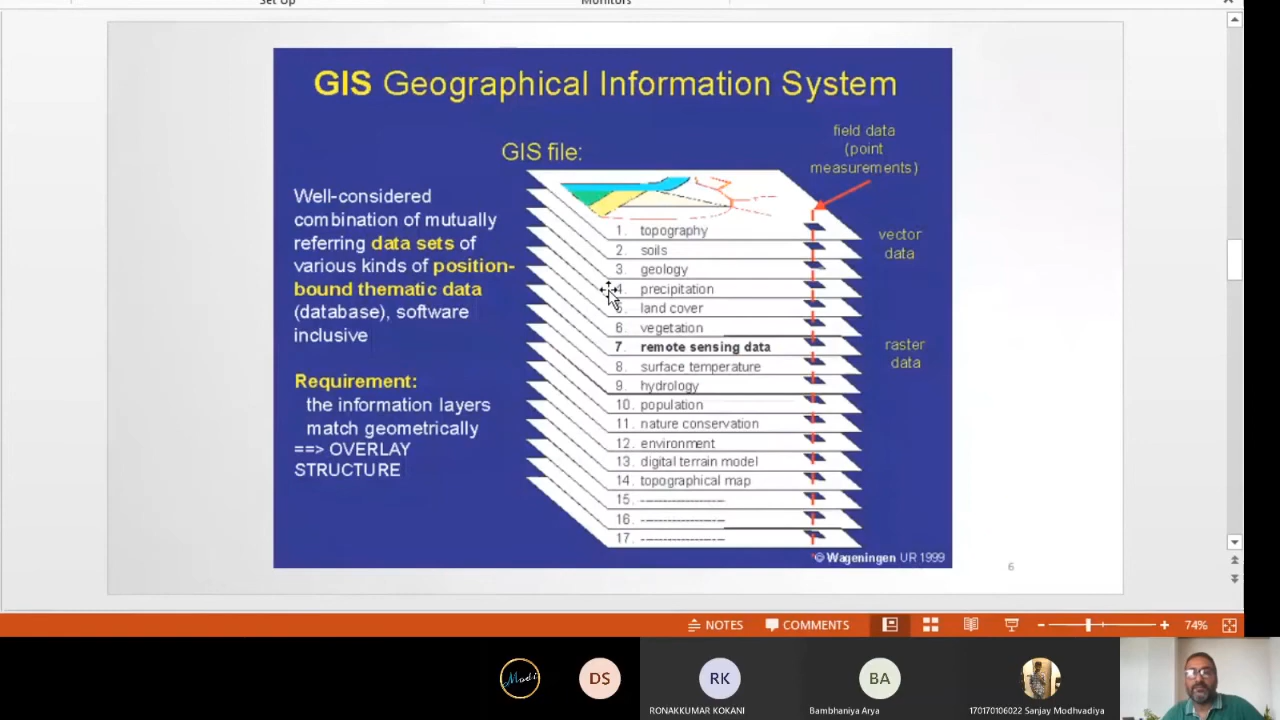 Set Up
Monitors
GIS Geographical Information System
GIS file:
field data
(point
measurements)
Well-considered
combination of mutually
referring data sets of
various kinds of position-
bound thematic data
(database), software
inclusive
Requirement:
the information layers
match geometrically
==> OVERLAY
STRUCTURE
1. topography
2. soils
3. geology
4. precipitation
5. land cover
6. vegetation
7. remote sensing data
8. surface temperature
9. hydrology
10. population
11. nature conservation
12. environment
13. digital terrain model
14. topographical map
15. -------------------
16. -------------------
17. -------------------
vector
data
raster
data
© Wageningen UR 1999
6
NOTES
COMMENTS
74%
DS
RK
BA
RONAKKUMAR KOKANI
Bambhaniya Arya
170170106022 Sanjay Modhvadiya